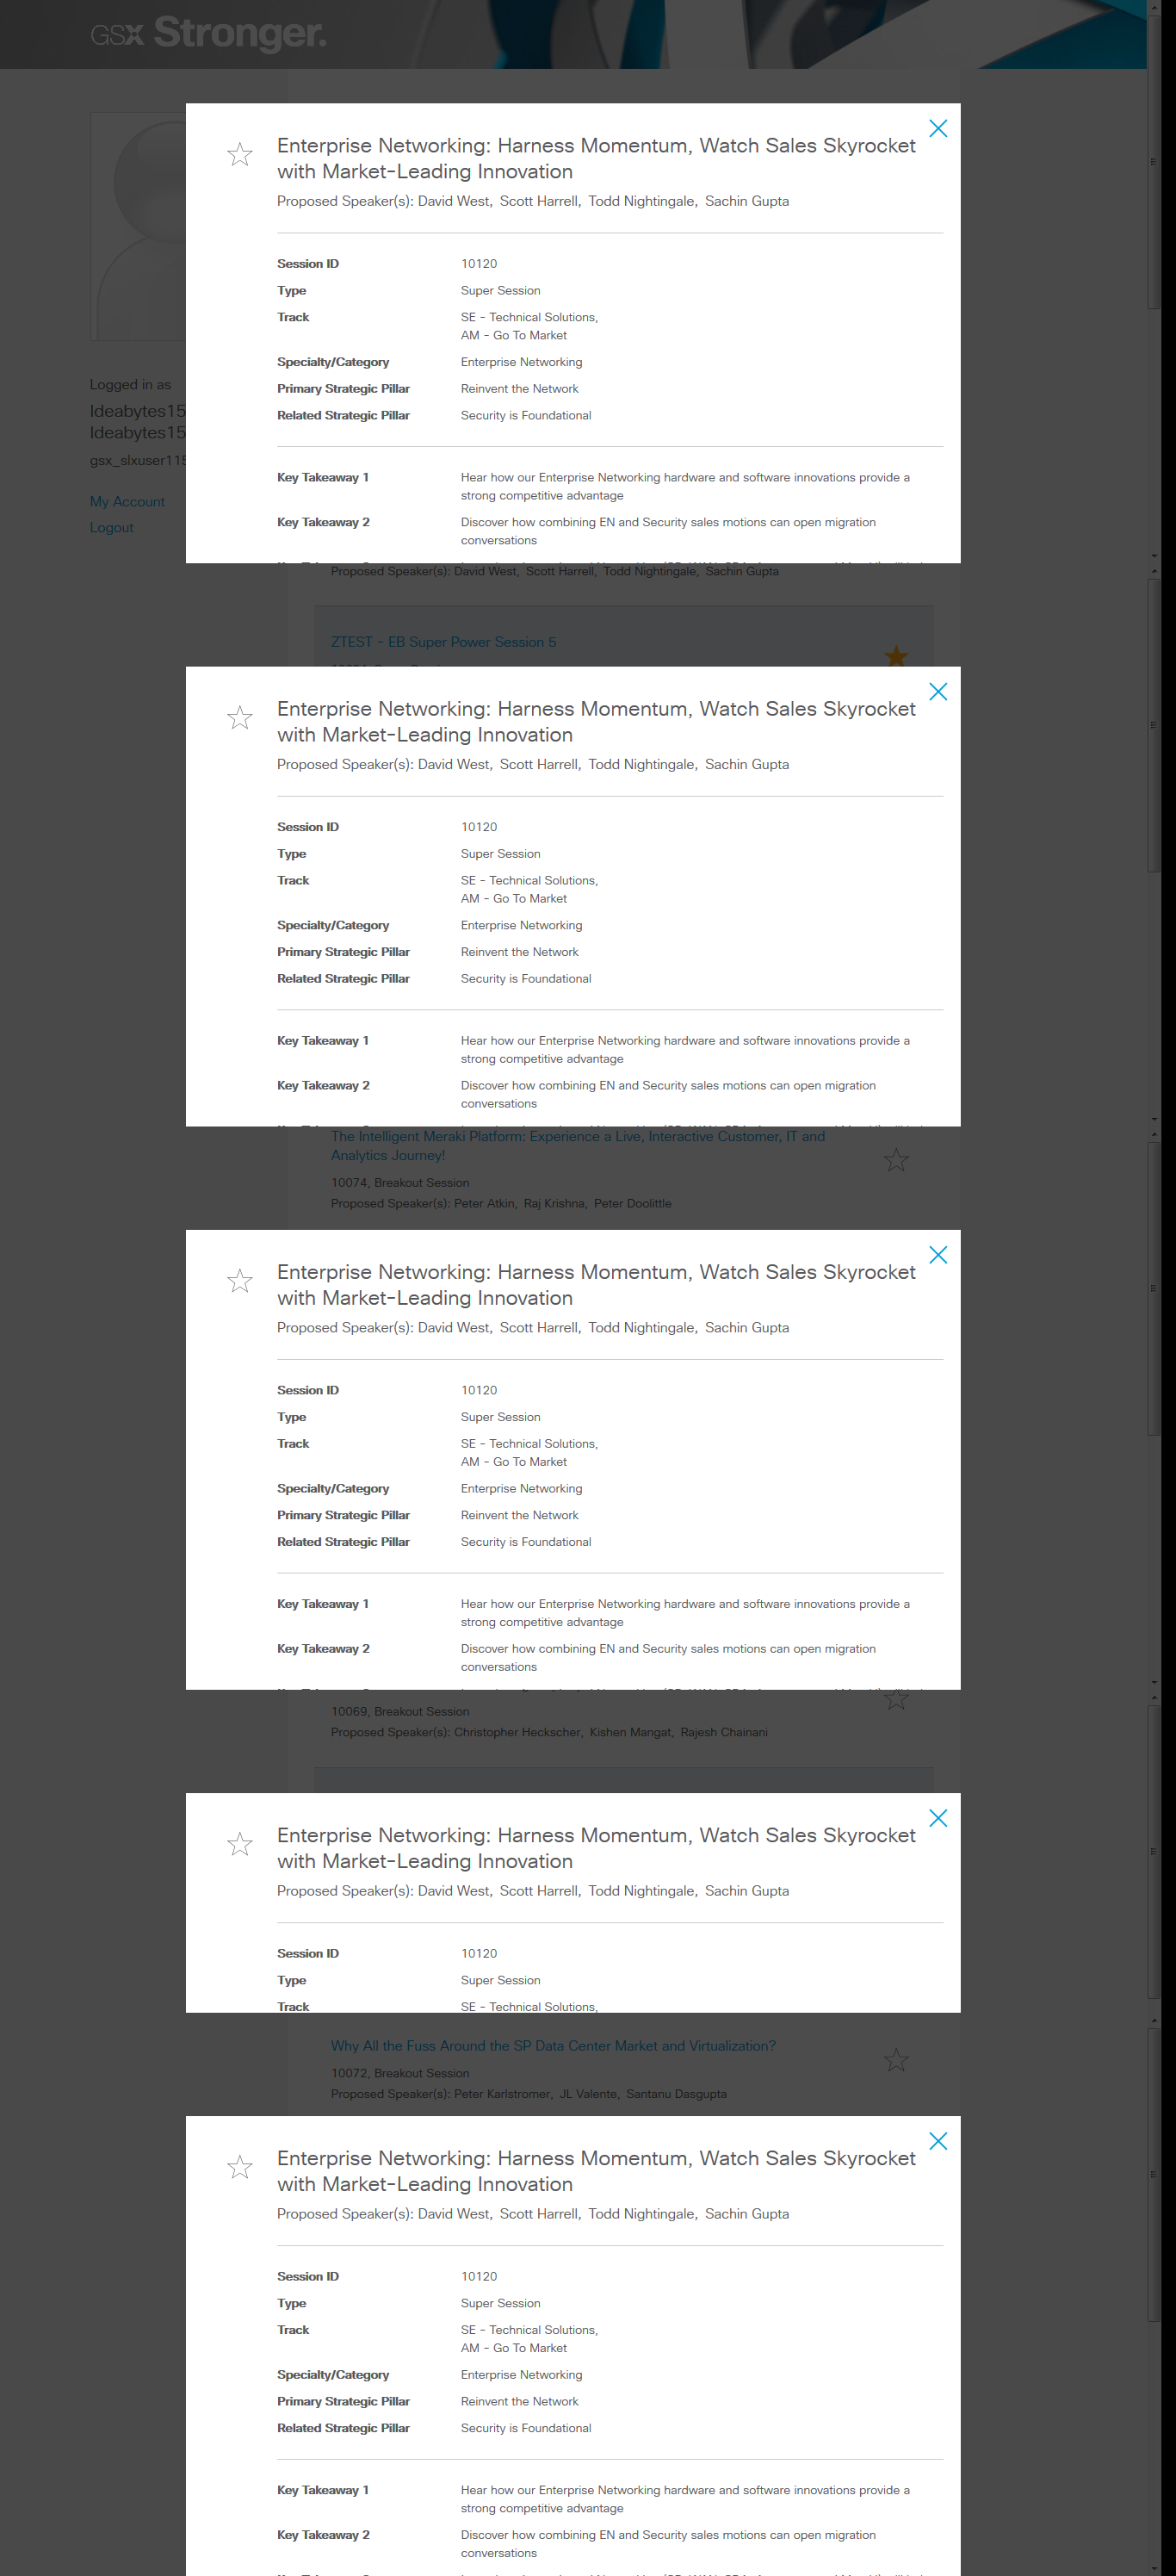 GSX Stronger.
Enterprise Networking: Harness Momentum, Watch Sales Skyrocket
with Market-Leading Innovation
Proposed Speaker(s): David West, Scott Harrell, Todd Nightingale, Sachin Gupta
Session ID 10120
Type Super Session
Track SE - Technical Solutions,
AM - Go To Market
Specialty/Category Enterprise Networking
Logged in as
Primary Strategic Pillar Reinvent the Network
Ideabytes15
Related Strategic Pillar Security is Foundational
Ideabytes15
gsx_slxuser115
Key Takeaway 1 Hear how our Enterprise Networking hardware and software innovations provide a
strong competitive advantage
My Account
Key Takeaway 2 Discover how combining EN and Security sales motions can open migration
Logout
conversations
Proposed Speaker(s): David West, Scott Harrell, Todd Nightingale, Sachin Gupta
ZTEST - EB Super Power Session 5
Enterprise Networking: Harness Momentum, Watch Sales Skyrocket
with Market-Leading Innovation
Proposed Speaker(s): David West, Scott Harrell, Todd Nightingale, Sachin Gupta
Session ID 10120
Type Super Session
Track SE - Technical Solutions,
AM - Go To Market
Specialty/Category Enterprise Networking
Primary Strategic Pillar Reinvent the Network
Related Strategic Pillar Security is Foundational
Key Takeaway 1 Hear how our Enterprise Networking hardware and software innovations provide a
strong competitive advantage
Key Takeaway 2 Discover how combining EN and Security sales motions can open migration
conversations
The Intelligent Meraki Platform: Experience a Live, Interactive Customer, IT and
Analytics Journey!
10074, Breakout Session
Proposed Speaker(s): Peter Atkin, Raj Krishna, Peter Doolittle
Enterprise Networking: Harness Momentum, Watch Sales Skyrocket
with Market-Leading Innovation
Proposed Speaker(s): David West, Scott Harrell, Todd Nightingale, Sachin Gupta
Session ID 10120
Type Super Session
Track SE - Technical Solutions,
AM - Go To Market
Specialty/Category Enterprise Networking
Primary Strategic Pillar Reinvent the Network
Related Strategic Pillar Security is Foundational
Key Takeaway 1 Hear how our Enterprise Networking hardware and software innovations provide a
strong competitive advantage
Key Takeaway 2 Discover how combining EN and Security sales motions can open migration
conversations
10069, Breakout Session
Proposed Speaker(s): Christopher Heckscher, Kishen Mangat, Rajesh Chainani
Enterprise Networking: Harness Momentum, Watch Sales Skyrocket
with Market-Leading Innovation
Proposed Speaker(s): David West, Scott Harrell, Todd Nightingale, Sachin Gupta
Session ID 10120
Type Super Session
Track SE - Technical Solutions,
Why All the Fuss Around the SP Data Center Market and Virtualization?
10072, Breakout Session
Proposed Speaker(s): Peter Karlstromer, JL Valente, Santanu Dasgupta
Enterprise Networking: Harness Momentum, Watch Sales Skyrocket
with Market-Leading Innovation
Proposed Speaker(s): David West, Scott Harrell, Todd Nightingale, Sachin Gupta
Session ID 10120
Type Super Session
Track SE - Technical Solutions,
AM - Go To Market
Specialty/Category Enterprise Networking
Primary Strategic Pillar Reinvent the Network
Related Strategic Pillar Security is Foundational
Key Takeaway 1 Hear how our Enterprise Networking hardware and software innovations provide a
strong competitive advantage
Key Takeaway 2 Discover how combining EN and Security sales motions can open migration
conversations